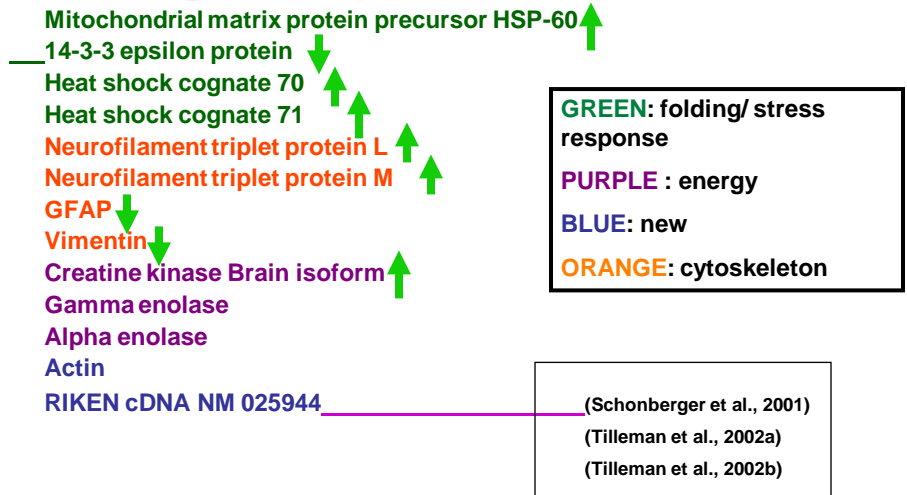 Mitochondrial matrix protein precursor HSP-60
14-3-3 epsilon protein
Heat shock cognate 70
Heat shock cognate 71
Neurofilament triplet protein L
Neurofilament triplet protein M
GFAP
Vimentin
Creatine kinase Brain isoform
Gamma enolase
Alpha enolase
Actin
RIKEN cDNA NM 025944
GREEN: folding/ stress
response
PURPLE : energy
BLUE: new
ORANGE: cytoskeleton
(Schonberger et al., 2001)
(Tilleman et al., 2002a)
(Tilleman et al., 2002b)